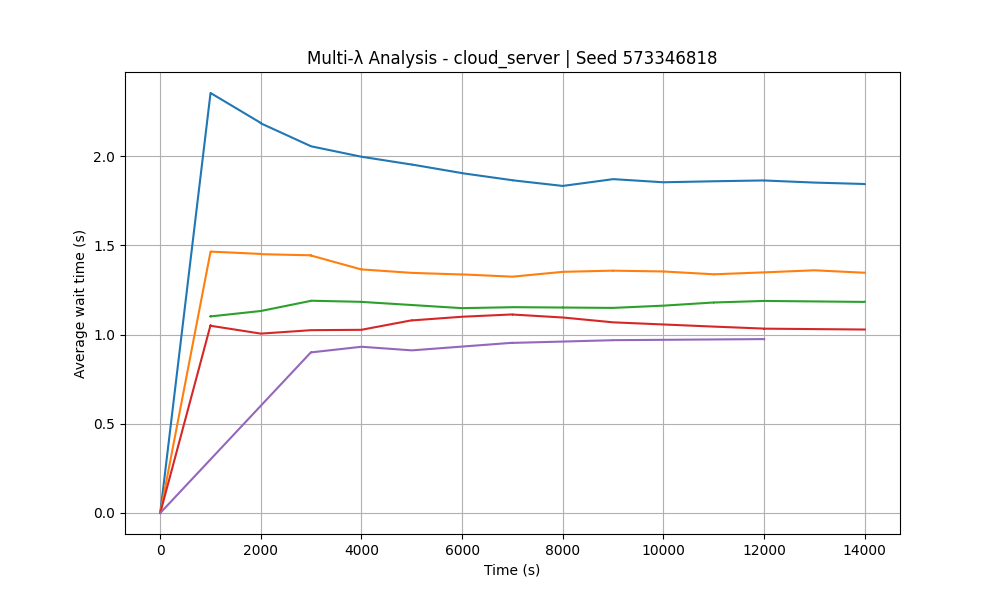 Multi-λ Analysis - cloud_server | Seed 573346818
Average wait time (s)
2.0
1.5
1.0
0.5
0.0
0 2000 4000 6000 8000 10000 12000 14000
Time (s)